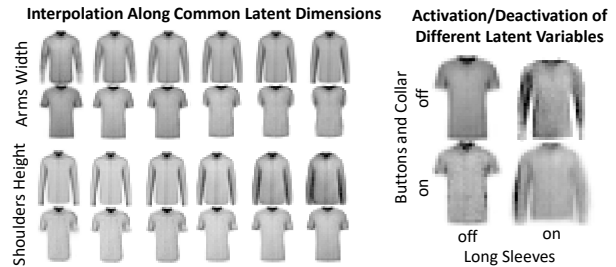 Interpolation Along Common Latent Dimensions
Arms Width
Shoulders Height
Activation/Deactivation of
Different Latent Variables
Buttons and Collar
off
on
off
on
Long Sleeves